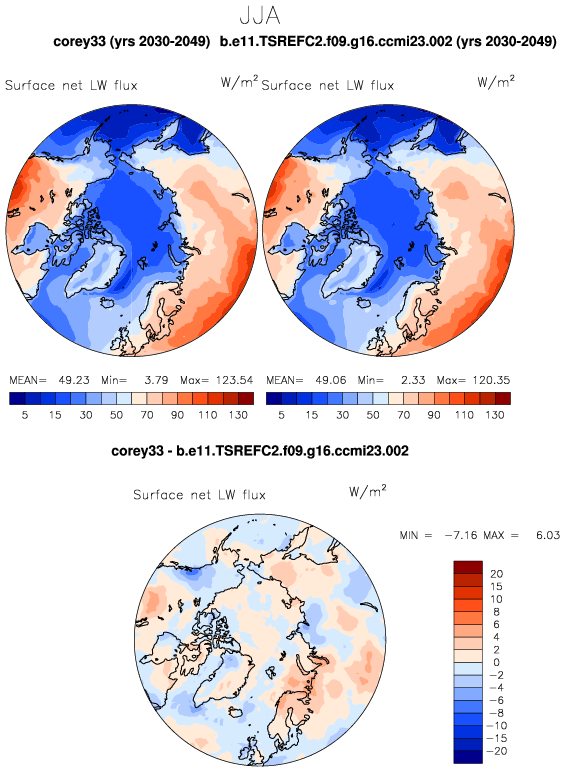 JJA
corey33 (yrs 2030-2049) b.e11.TSREFC2.f09.g16.ccmi23.002 (yrs 2030-2049)
Surface net LW flux W/m² Surface net LW flux W/m²
MEAN= 49.23 Min= 3.79 Max= 123.54 MEAN= 49.06 Min= 2.33 Max= 120.35
5 15 30 50 70 90 110 130 5 15 30 50 70 90 110 130
corey33 - b.e11.TSREFC2.f09.g16.ccmi23.002
Surface net LW flux W/m²
MIN = -7.16 MAX = 6.03
20
15
10
8
6
4
2
0
-2
-4
-6
-8
-10
-15
-20